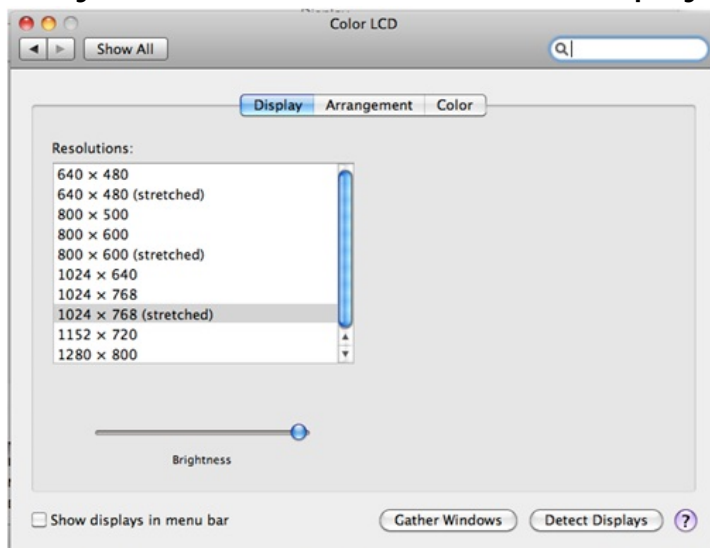 Color LCD
Show All
Display Arrangement Color
Resolutions:
640 × 480
640 × 480 (stretched)
800 × 500
800 × 600
800 × 600 (stretched)
1024 × 640
1024 × 768
1024 × 768 (stretched)
1152 × 720
1280 × 800
Brightness
Show displays in menu bar Gather Windows Detect Displays ?